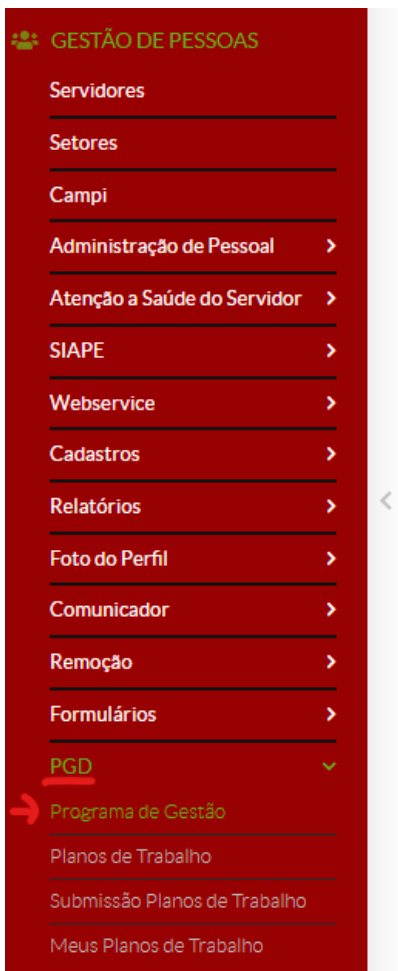 GESTÃO DE PESSOAS
Servidores
Setores
Campi
Administração de Pessoal
Atenção a Saúde do Servidor
SIAPE
Webservice
Cadastros
Relatórios
Foto do Perfil
Comunicador
Remoção
Formulários
PGD
Programa de Gestão
Planos de Trabalho
Submissão Planos de Trabalho
Meus Planos de Trabalho